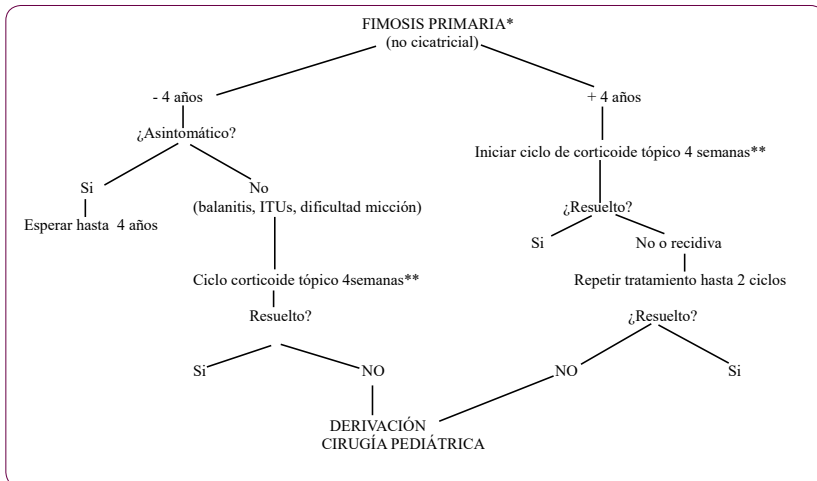 FIMOSIS PRIMARIA*
(no cicatricial)
- 4 años
+ 4 años
¿Asintomático?
Iniciar ciclo de corticoide tópico 4 semanas**
Si
No
(balanitis, ITUs, dificultad micción)
Esperar hasta 4 años
¿Resuelto?
Si
No o recidiva
Ciclo corticoide tópico 4semanas**
Repetir tratamiento hasta 2 ciclos
Resuelto?
¿Resuelto?
Si
NO
NO
Si
DERIVACIÓN
CIRUGÍA PEDIÁTRICA